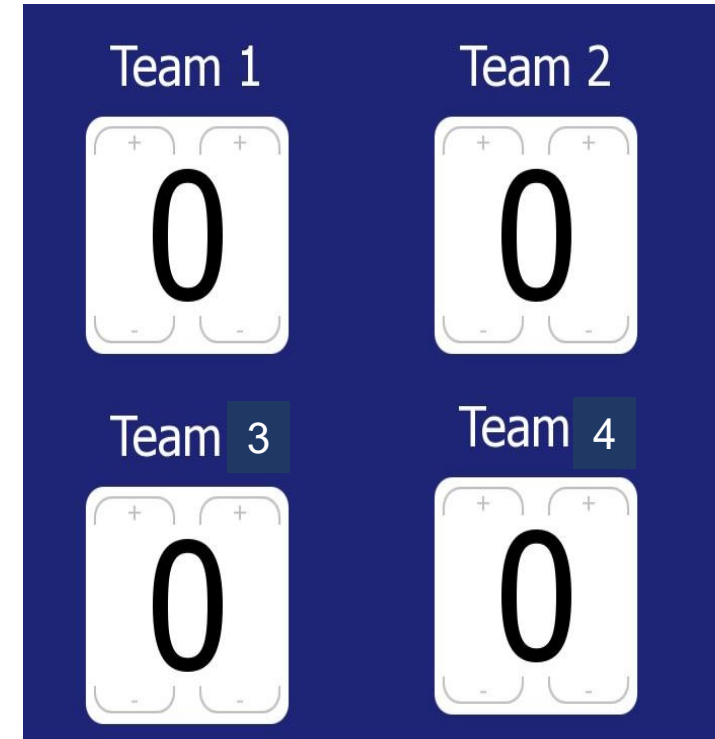 Team 1 Team 2
+ + + +
0 0
- - - -
Team 3 Team 4
+ + + +
0 0
- - - -